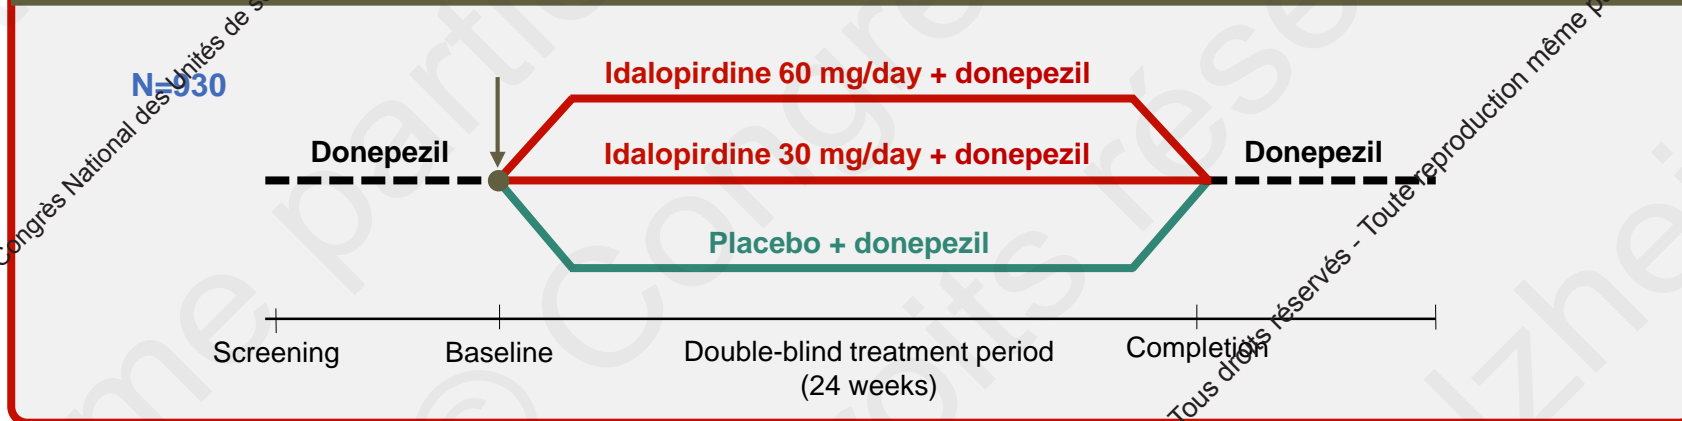 N=930
Idalopirdine 60 mg/day + donepezil
Donepezil
Idalopirdine 30 mg/day + donepezil
Donepezil
Placebo + donepezil
Screening
Baseline
Double-blind treatment period
(24 weeks)
Completion
Congrès National des Unités de
Tous droits réservés - Toute reproduction même
© Congrè